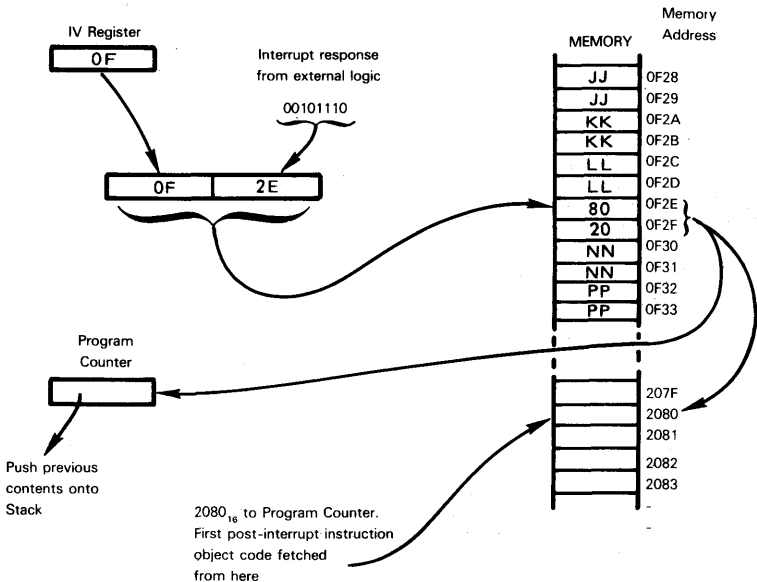 Memory
Address
IV Register
MEMORY
0F
Interrupt response
from external logic
00101110
JJ 0F28
JJ 0F29
KK 0F2A
KK 0F2B
LL 0F2C
LL 0F2D
0F 2E
80 0F2E
20 0F2F
NN 0F30
NN 0F31
PP 0F32
PP 0F33
Program
Counter
207F
2080
2081
2082
2083
Push previous
contents onto
Stack
2080₁₆ to Program Counter.
First post-interrupt instruction
object code fetched
from here